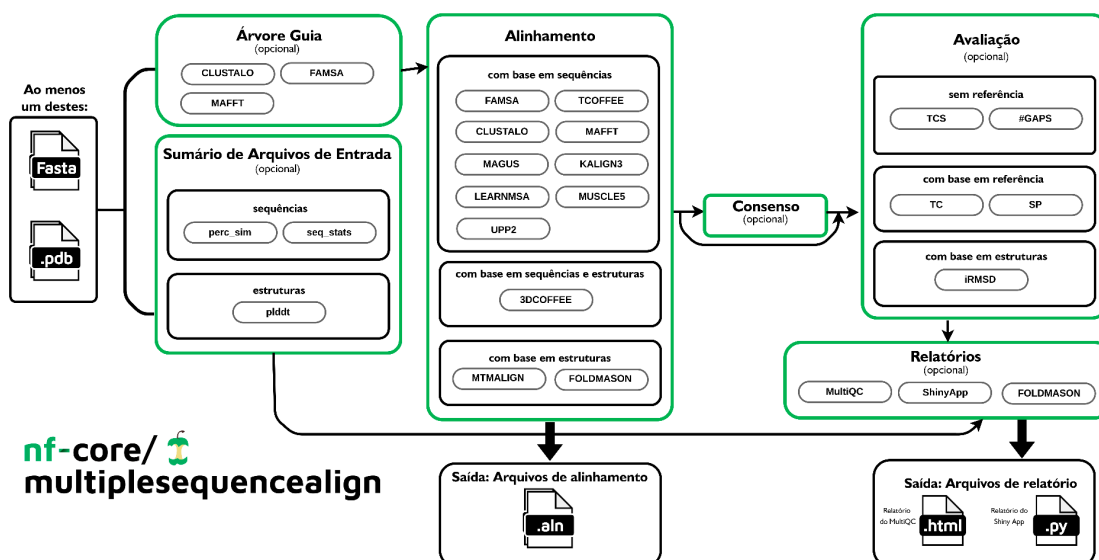 Ao menos
um destes:
Fasta
.pdb
Árvore Guia
(opcional)
CLUSTALO
FAMSA
MAFFT
Sumário de Arquivos de Entrada
(opcional)
sequências
perc_sim
seq_stats
estruturas
plddt
Alinhamento
com base em sequências
FAMSA
TCOFFEE
CLUSTALO
MAFFT
MAGUS
KALIGN3
LEARNMSA
MUSCLE5
UPP2
com base em sequências e estruturas
3DCOFFEE
com base em estruturas
MTMALIGN
FOLDMASON
Consenso
(opcional)
Avaliação
(opcional)
sem referência
TCS
#GAPS
com base em referência
TC
SP
com base em estruturas
iRMSD
Relatórios
(opcional)
MultiQC
ShinyApp
FOLDMASON
nf-core/
multiplesequencealign
Saída: Arquivos de alinhamento
.aln
Saída: Arquivos de relatório
Relatório
do MultiQC
.html
Relatório do
Shiny App
.py